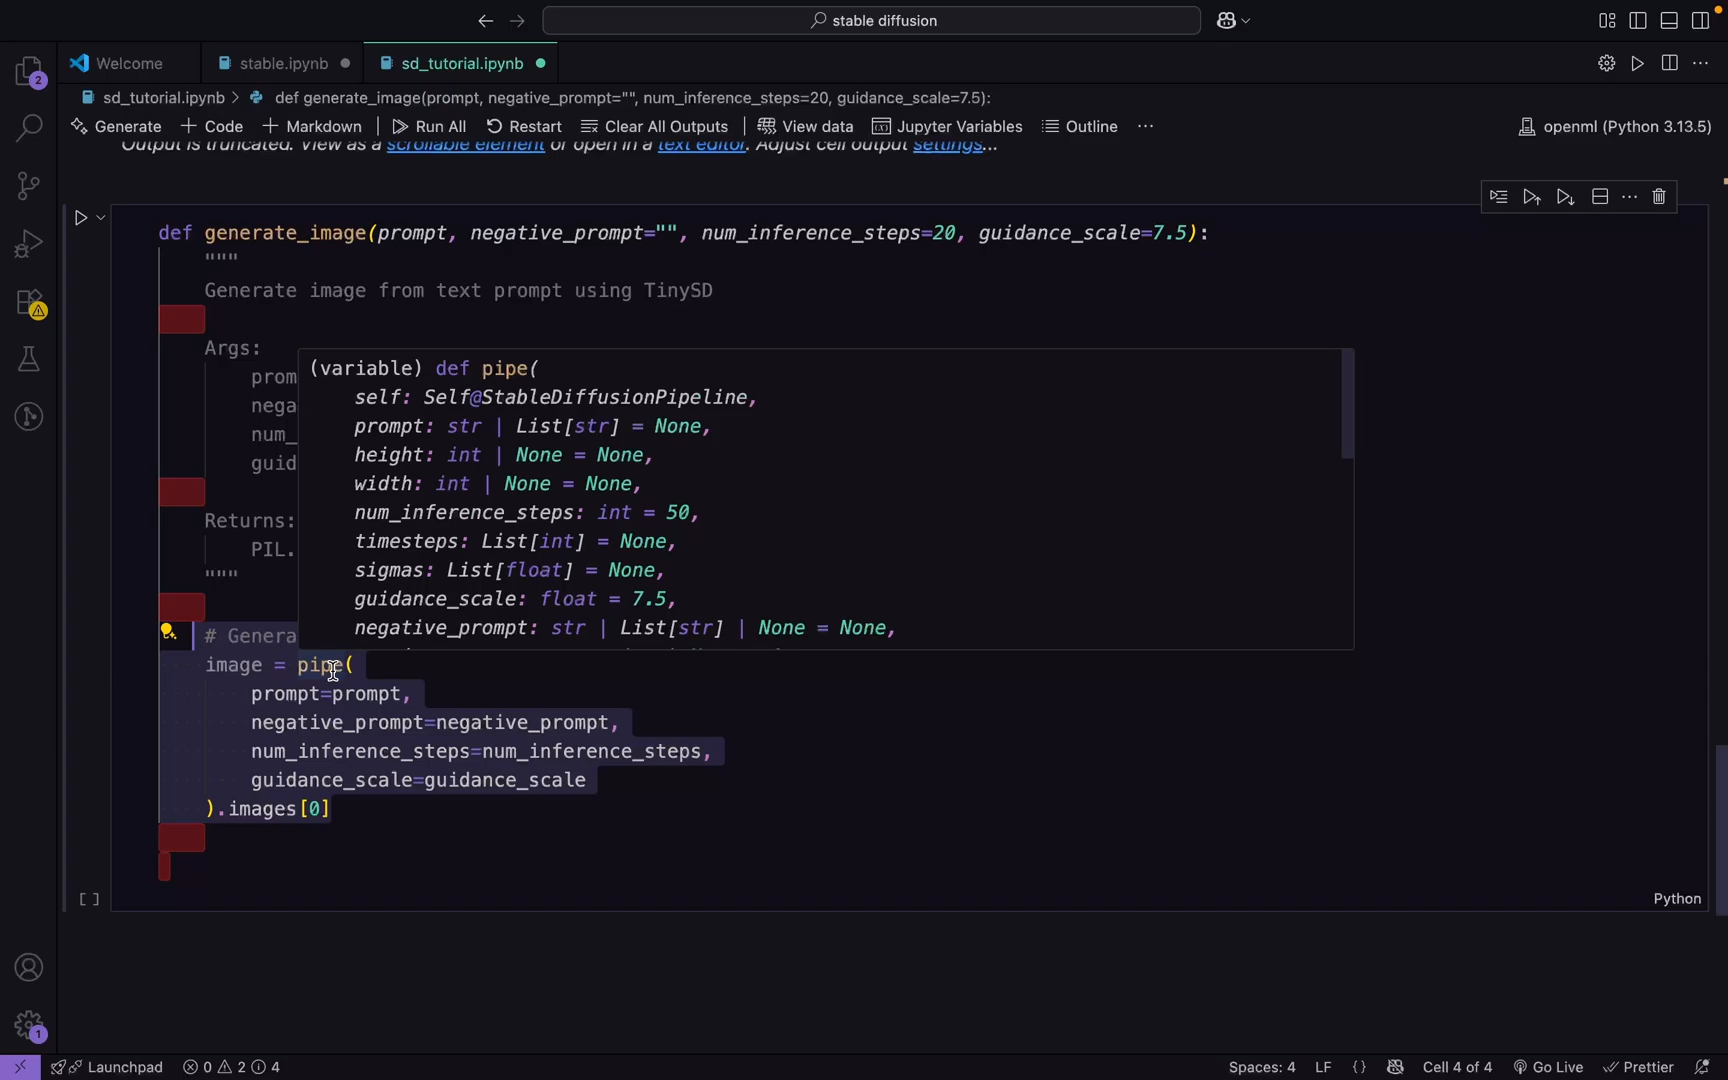 stable diffusion
Welcome
stable.ipynb
sd_tutorial.ipynb
sd_tutorial.ipynb > def generate_image(prompt, negative_prompt="", num_inference_steps=20, guidance_scale=7.5):
Generate + Code + Markdown | Run All Restart Clear All Outputs | View data Jupyter Variables Outline ... openml (Python 3.13.5)
Output is truncated. View as a scrollable element or open in a text editor. Adjust cell output settings...
def generate_image(prompt, negative_prompt="", num_inference_steps=20, guidance_scale=7.5):
"""
Generate image from text prompt using TinySD
Args:
prom
nega
num_
guid
Returns:
PIL.
"""
(variable) def pipe(
self: Self@StableDiffusionPipeline,
prompt: str | List[str] = None,
height: int | None = None,
width: int | None = None,
num_inference_steps: int = 50,
timesteps: List[int] = None,
sigmas: List[float] = None,
guidance_scale: float = 7.5,
negative_prompt: str | List[str] | None = None,
# Genera
image = pipe(
prompt=prompt,
negative_prompt=negative_prompt,
num_inference_steps=num_inference_steps,
guidance_scale=guidance_scale
).images[0]
[ ]
Python
2
1
Launchpad 0 2 4 Spaces: 4 LF {} Cell 4 of 4 Go Live Prettier